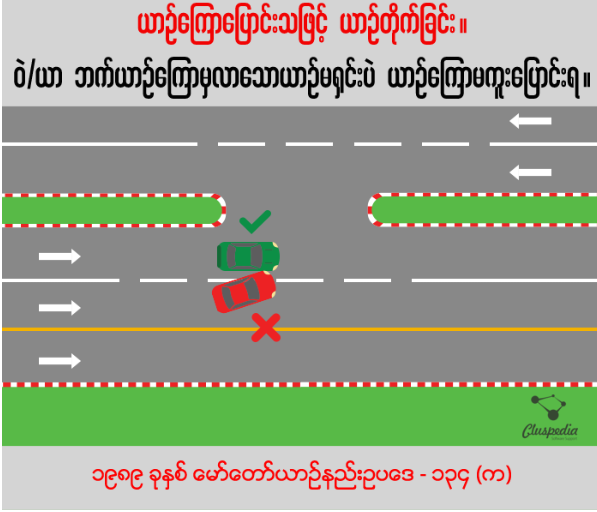 ယာဉ်ကြောပြောင်းသဖြင့် ယာဉ်တိုက်ခြင်း။
ဝဲ/ယာ ဘက်ယာဉ်ကြောမှလာသောယာဉ်မရှင်းပဲ ယာဉ်ကြောမကူးပြောင်းရ။
Cluspedia
၁၉၈၉ ခုနှစ် မော်တော်ယာဉ်နည်းဥပဒေ - ၁၃၄ (က)